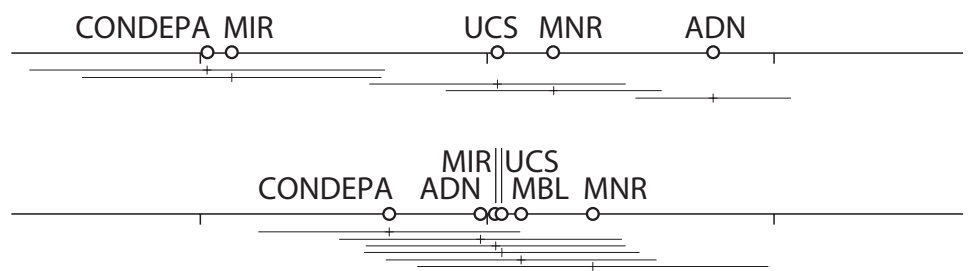 CONDEPA MIR UCS MNR ADN
MIR UCS
CONDEPA ADN MBL MNR